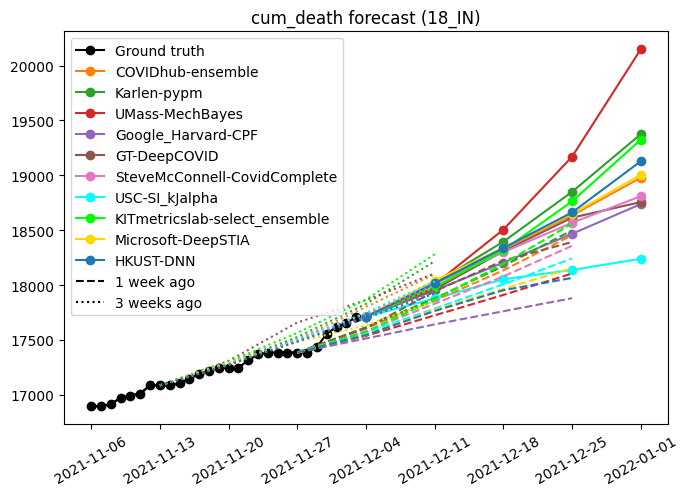 cum_death forecast (18_IN)
Ground truth
COVIDhub-ensemble
Karlen-pypm
UMass-MechBayes
Google_Harvard-CPF
GT-DeepCOVID
SteveMcConnell-CovidComplete
USC-SI_kJalpha
KITmetricslab-select_ensemble
Microsoft-DeepSTIA
HKUST-DNN
1 week ago
3 weeks ago
20000
19500
19000
18500
18000
17500
17000
2021-11-06
2021-11-13
2021-11-20
2021-11-27
2021-12-04
2021-12-11
2021-12-18
2021-12-25
2022-01-01